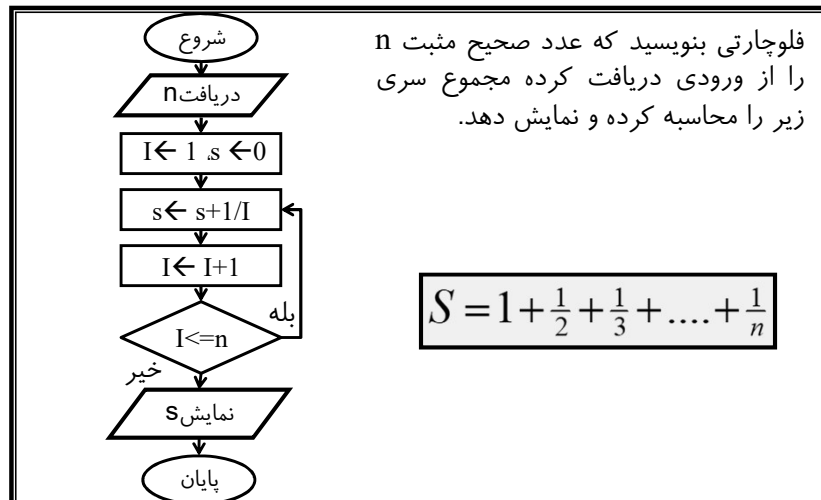 فلوچارتی بنویسید که عدد صحیح مثبت n
را از ورودی دریافت کرده مجموع سری
زیر را محاسبه کرده و نمایش دهد.
S = 1 + 1/2 + 1/3 + .... + 1/n
شروع
دریافتn
I← 1 ،s ←0
s← s+1/I
I← I+1
I<=n
بله
خیر
نمایشs
پایان